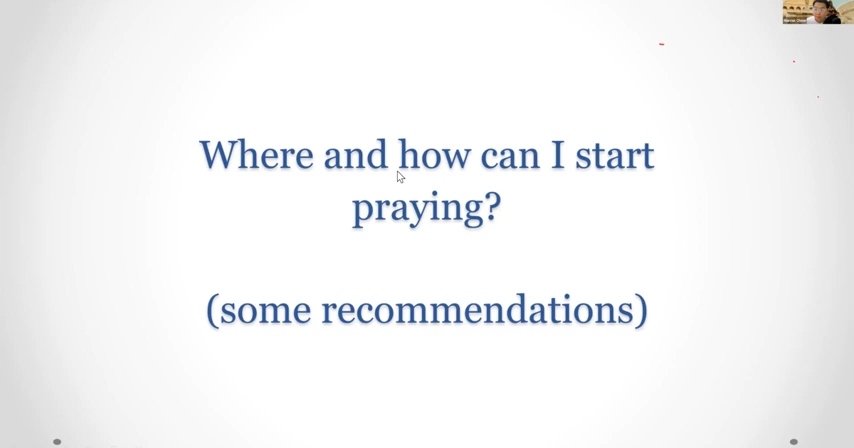 Where and how can I start
praying?
(some recommendations)